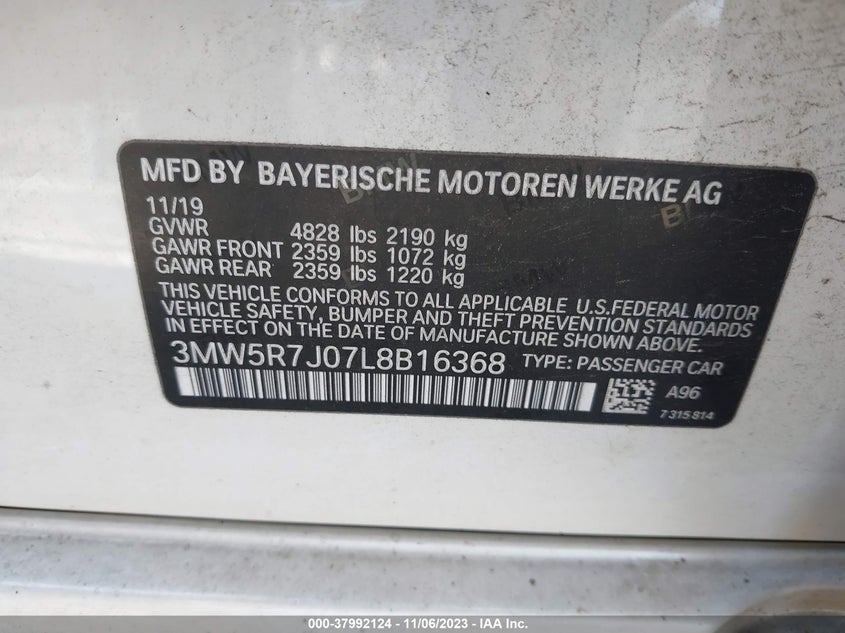 MFD BY BAYERISCHE MOTOREN WERKE AG
11/19
GVWR 4828 lbs 2190 kg
GAWR FRONT 2359 lbs 1072 kg
GAWR REAR 2359 lbs 1220 kg
THIS VEHICLE CONFORMS TO ALL APPLICABLE U.S.FEDERAL MOTOR
VEHICLE SAFETY, BUMPER AND THEFT PREVENTION STANDARDS
IN EFFECT ON THE DATE OF MANUFACTURE SHOWN ABOVE.
3MW5R7J07L8B16368 TYPE: PASSENGER CAR
A96
7315814
000-37992124 - 11/06/2023 - IAA Inc.